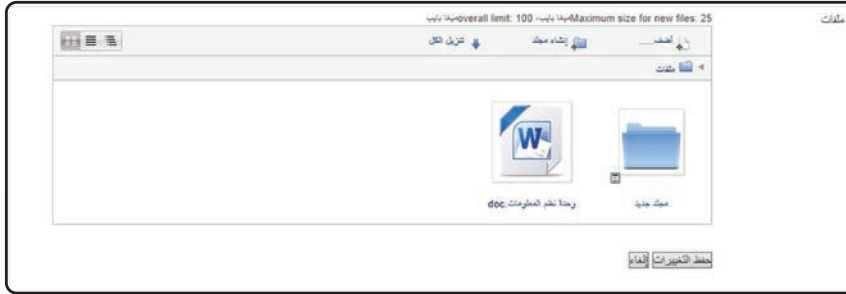 ملفات
Maximum size for new files: 25ميغا بايت، overall limit: 100ميغا بايت
أضف..... إنشاء مجلد تنزيل الكل
ملفات
مجلد جديد
وحدة نظم المعلومات.doc
حفظ التغييرات إلغاء